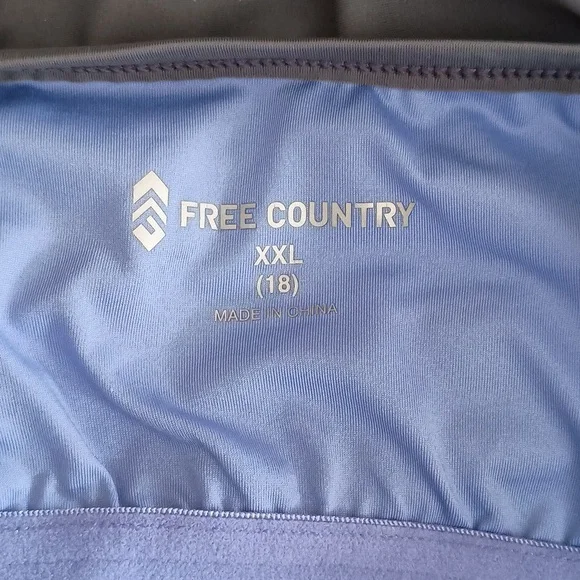 FREE COUNTRY
XXL
(18)
MADE IN CHINA